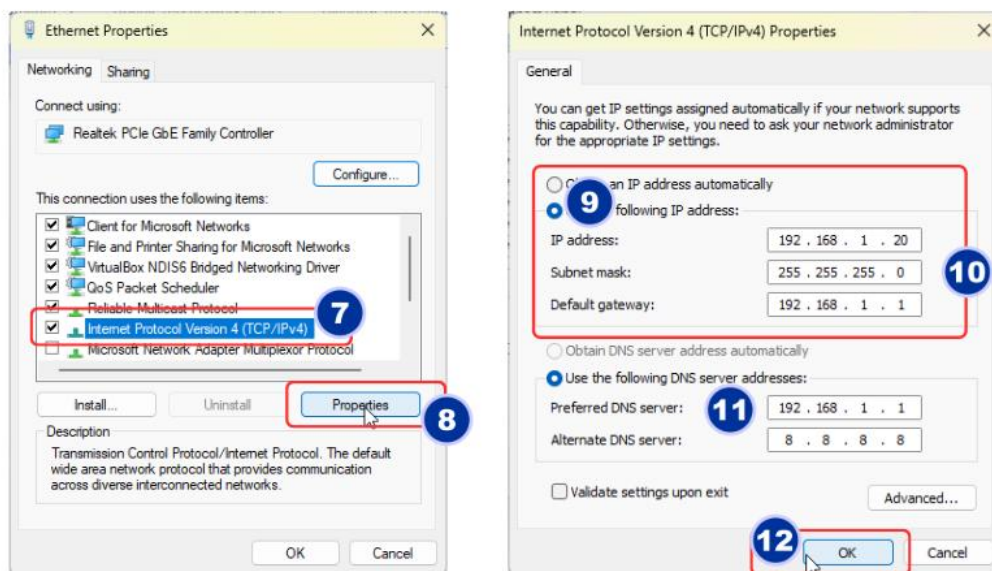 Ethernet Properties
Networking Sharing
Connect using:
Realtek PCIe GbE Family Controller
Configure...
This connection uses the following items:
Client for Microsoft Networks
File and Printer Sharing for Microsoft Networks
VirtualBox NDIS6 Bridged Networking Driver
QoS Packet Scheduler
Reliable Multicast Protocol
Internet Protocol Version 4 (TCP/IPv4)
Microsoft Network Adapter Multiplexor Protocol
7
Install... Uninstall Properties
8
Description
Transmission Control Protocol/Internet Protocol. The default
wide area network protocol that provides communication
across diverse interconnected networks.
OK Cancel
Internet Protocol Version 4 (TCP/IPv4) Properties
General
You can get IP settings assigned automatically if your network supports
this capability. Otherwise, you need to ask your network administrator
for the appropriate IP settings.
an IP address automatically
9
following IP address:
IP address: 192 . 168 . 1 . 20
Subnet mask: 255 . 255 . 255 . 0
10
Default gateway: 192 . 168 . 1 . 1
Obtain DNS server address automatically
Use the following DNS server addresses:
Preferred DNS server: 192 . 168 . 1 . 1
11
Alternate DNS server: 8 . 8 . 8 . 8
Validate settings upon exit
Advanced...
12
OK Cancel